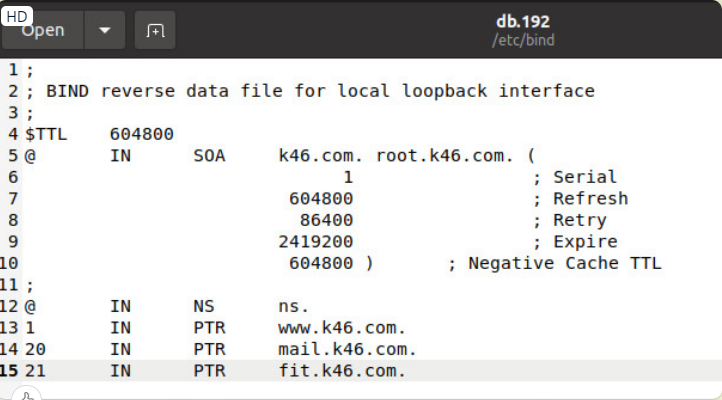 HD
Open
db.192
/etc/bind
1 ;
2 ; BIND reverse data file for local loopback interface
3 ;
4 $TTL 604800
5 @ IN SOA k46.com. root.k46.com. (
6 1 ; Serial
7 604800 ; Refresh
8 86400 ; Retry
9 2419200 ; Expire
10 604800 ) ; Negative Cache TTL
11 ;
12 @ IN NS ns.
13 1 IN PTR www.k46.com.
14 20 IN PTR mail.k46.com.
15 21 IN PTR fit.k46.com.